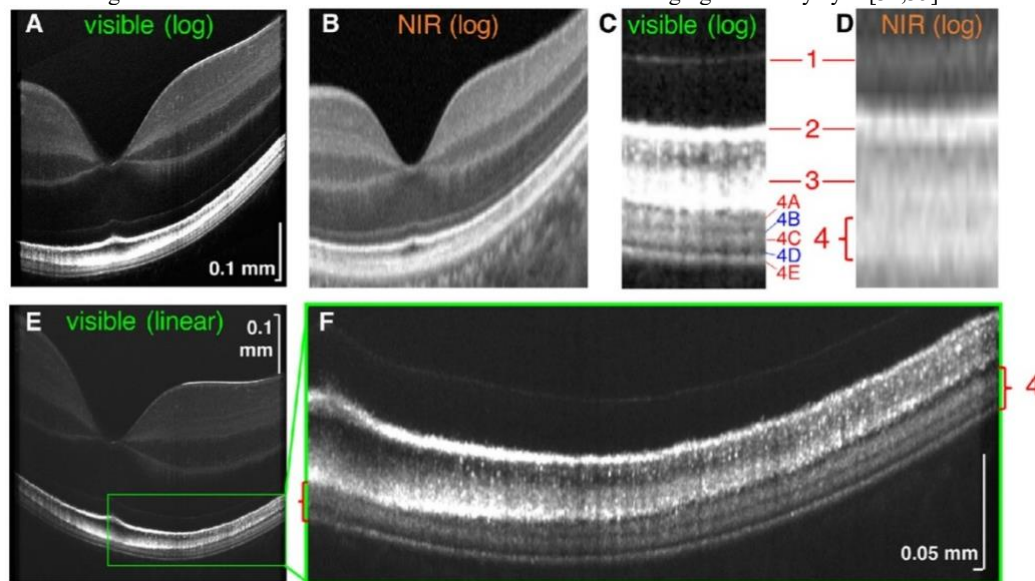 A visible (log)
B NIR (log)
C visible (log)
D NIR (log)
1
2
3
4A
4B
4C
4D
4E
4
0.1 mm
E visible (linear)
0.1
mm
F
4
0.05 mm